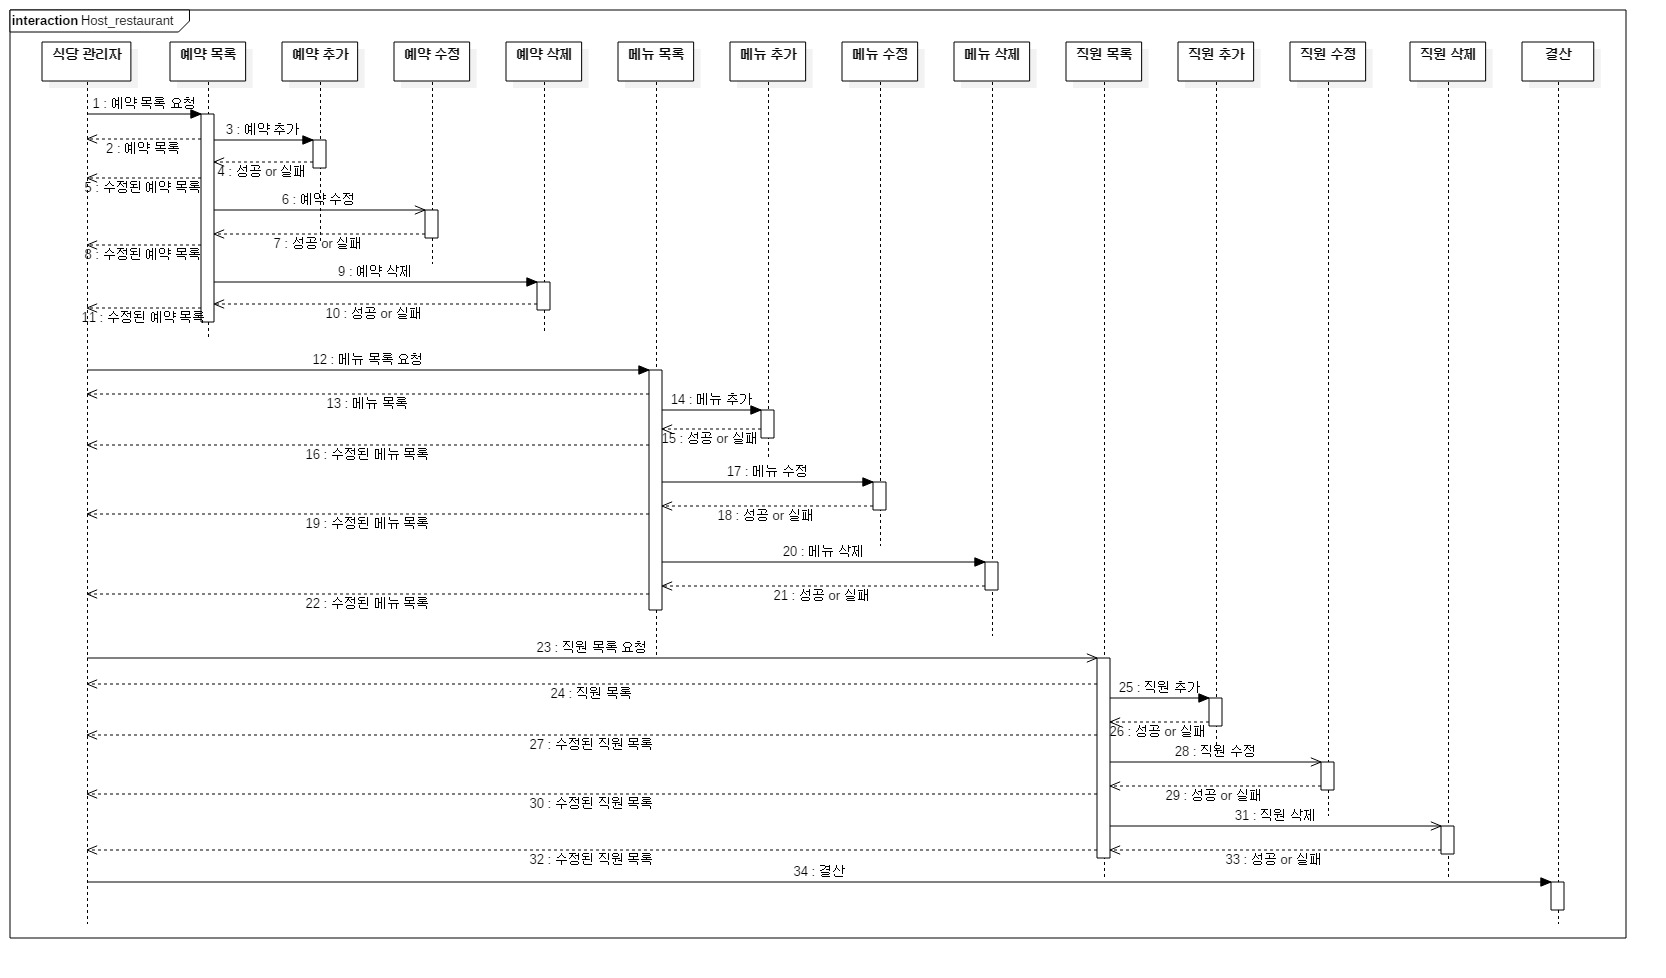 interaction Host_restaurant
식당 관리자
예약 목록
예약 추가
예약 수정
예약 삭제
메뉴 목록
메뉴 추가
메뉴 수정
메뉴 삭제
직원 목록
직원 추가
직원 수정
직원 삭제
결산
1 : 예약 목록 요청
2 : 예약 목록
3 : 예약 추가
4 : 성공 or 실패
5 : 수정된 예약 목록
6 : 예약 수정
7 : 성공 or 실패
8 : 수정된 예약 목록
9 : 예약 삭제
10 : 성공 or 실패
11 : 수정된 예약 목록
12 : 메뉴 목록 요청
13 : 메뉴 목록
14 : 메뉴 추가
15 : 성공 or 실패
16 : 수정된 메뉴 목록
17 : 메뉴 수정
18 : 성공 or 실패
19 : 수정된 메뉴 목록
20 : 메뉴 삭제
21 : 성공 or 실패
22 : 수정된 메뉴 목록
23 : 직원 목록 요청
24 : 직원 목록
25 : 직원 추가
26 : 성공 or 실패
27 : 수정된 직원 목록
28 : 직원 수정
29 : 성공 or 실패
30 : 수정된 직원 목록
31 : 직원 삭제
32 : 수정된 직원 목록
33 : 성공 or 실패
34 : 결산